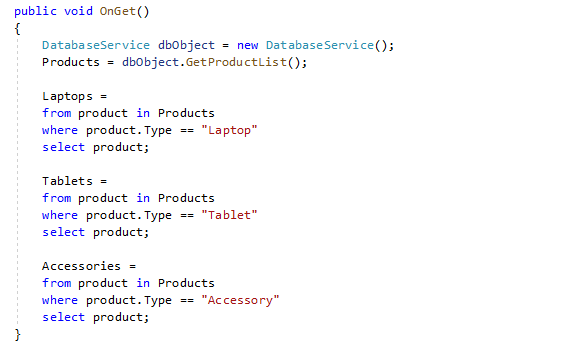 public void OnGet()
{
DatabaseService dbObject = new DatabaseService();
Products = dbObject.GetProductList();
Laptops =
from product in Products
where product.Type == "Laptop"
select product;
Tablets =
from product in Products
where product.Type == "Tablet"
select product;
Accessories =
from product in Products
where product.Type == "Accessory"
select product;
}